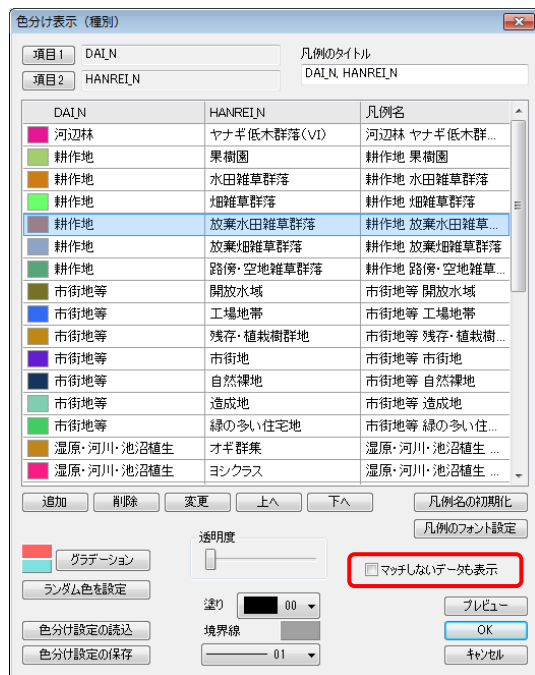 色分け表示（種別）
項目1 DAI_N 凡例のタイトル
項目2 HANREI_N DAI_N, HANREI_N
DAI_N HANREI_N 凡例名
河辺林 ヤナギ低木群落(VI) 河辺林 ヤナギ低木群...
耕作地 果樹園 耕作地 果樹園
耕作地 水田雑草群落 耕作地 水田雑草群落
耕作地 畑雑草群落 耕作地 畑雑草群落
耕作地 放棄水田雑草群落 耕作地 放棄水田雑草...
耕作地 放棄畑雑草群落 耕作地 放棄畑雑草群落
耕作地 路傍・空地雑草群落 耕作地 路傍・空地雑草...
市街地等 開放水域 市街地等 開放水域
市街地等 工場地帯 市街地等 工場地帯
市街地等 残存・植栽樹群地 市街地等 残存・植栽樹...
市街地等 市街地 市街地等 市街地
市街地等 自然裸地 市街地等 自然裸地
市街地等 造成地 市街地等 造成地
市街地等 緑の多い住宅地 市街地等 緑の多い住...
湿原・河川・池沼植生 オギ群集 湿原・河川・池沼植生 ...
湿原・河川・池沼植生 ヨシクラス 湿原・河川・池沼植生 ...
追加 削除 変更 上へ 下へ 凡例名の初期化
凡例のフォント設定
透明度
グラデーション マッチしないデータも表示
ランダム色を設定
塗り 00 プレビュー
色分け設定の読込 境界線 OK
色分け設定の保存 01 キャンセル